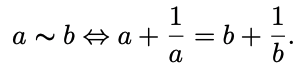 a ∼ b ⇔ a + 1/a = b + 1/b.